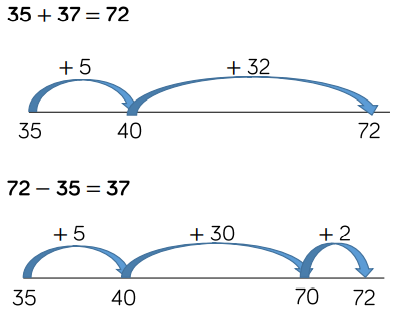 35 + 37 = 72
+ 5 + 32
35 40 72
72 − 35 = 37
+ 5 + 30 + 2
35 40 70 72